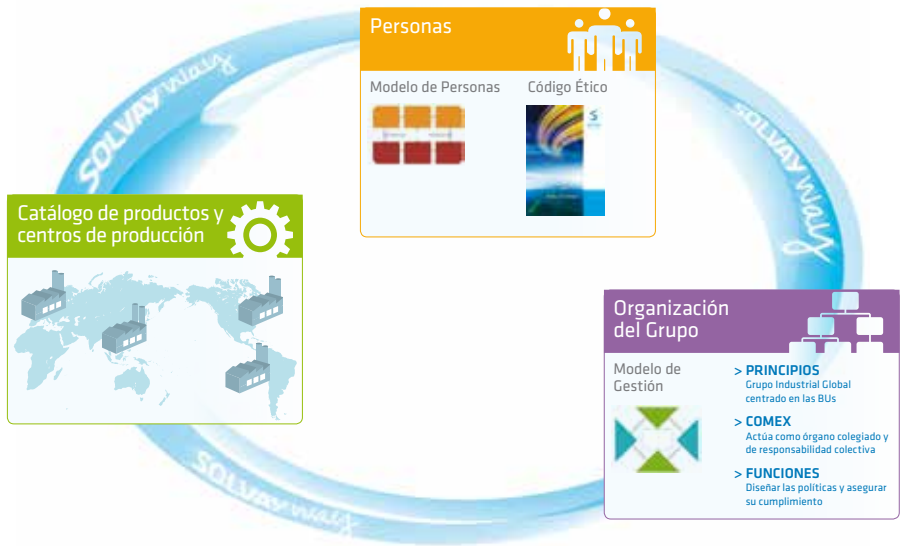 SOLVAY way
Personas
Modelo de Personas
Código Ético
SOLVAY way
Catálogo de productos y
centros de producción
Organización
del Grupo
Modelo de
Gestión
> PRINCIPIOS
Grupo Industrial Global
centrado en las BUs
> COMEX
Actúa como órgano colegiado y
de responsabilidad colectiva
> FUNCIONES
Diseñar las políticas y asegurar
su cumplimiento
SOLVAY way